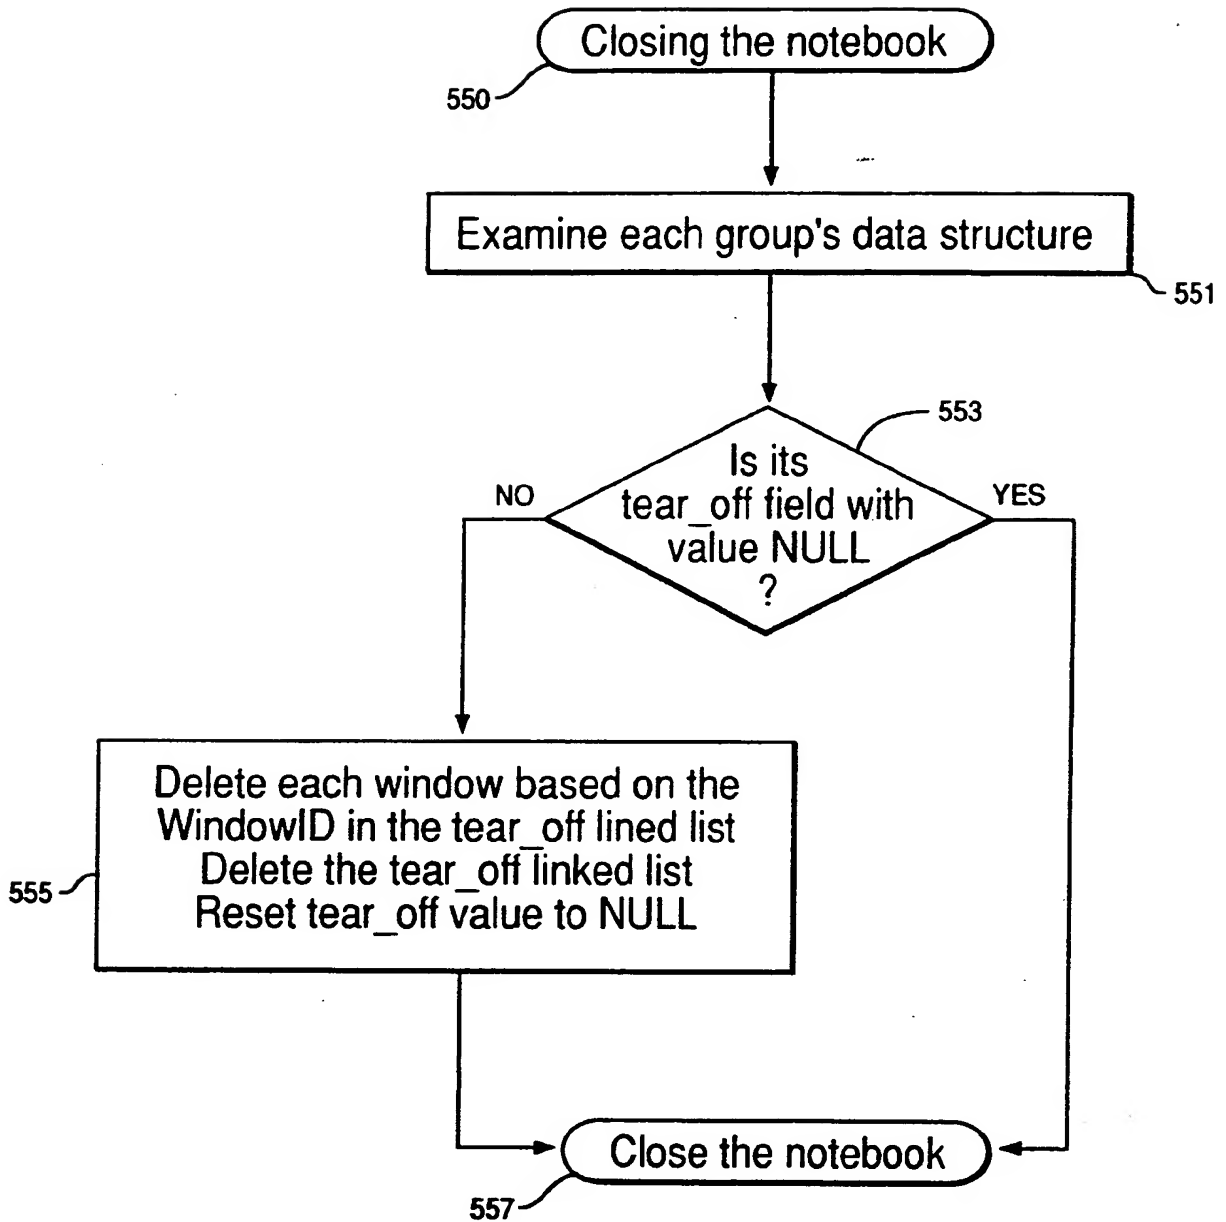 Closing the notebook
550
Examine each group's data structure
551
553
Is its
tear_off field with
value NULL
?
NO
YES
Delete each window based on the
WindowID in the tear_off lined list
Delete the tear_off linked list
Reset tear_off value to NULL
555
Close the notebook
557